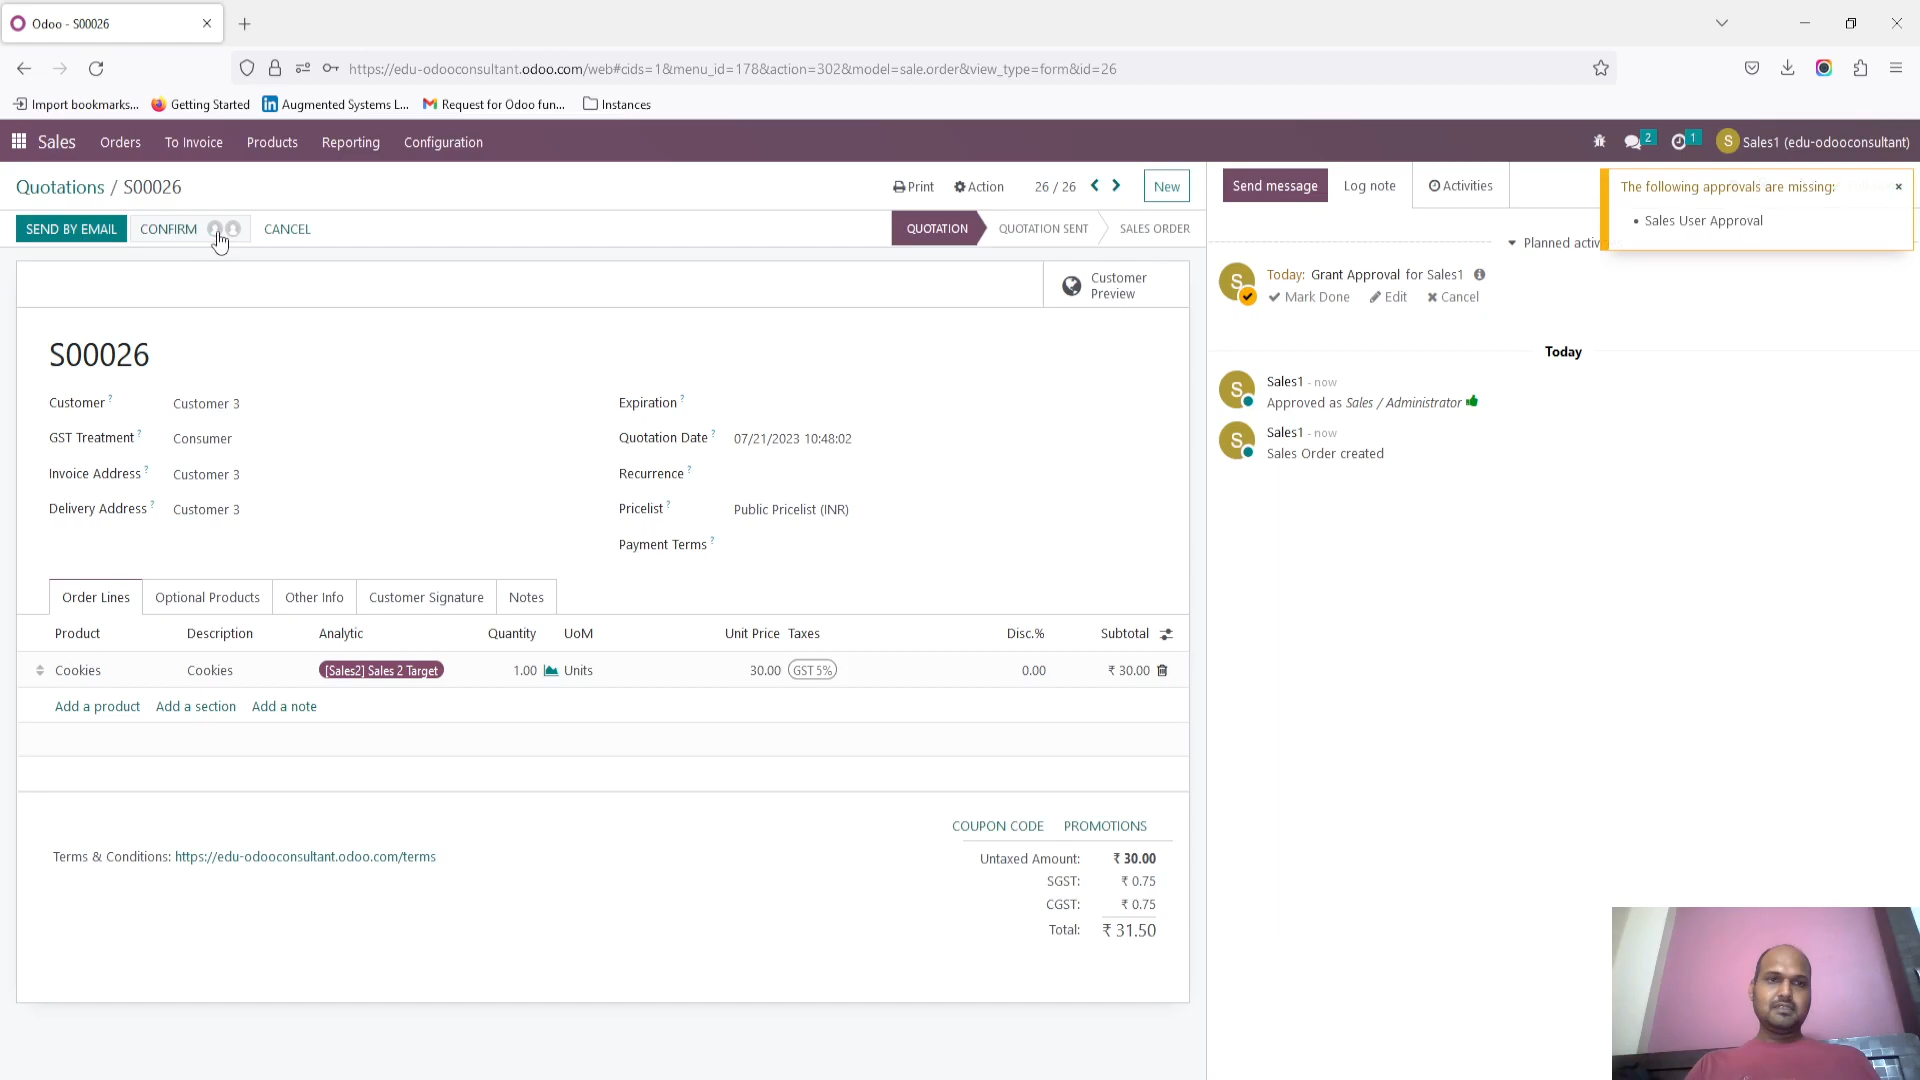 Odoo - S00026
https://edu-odooconsultant.odoo.com/web#cids=1&menu_id=178&action=302&model=sale.order&view_type=form&id=26
Import bookmarks... Getting Started Augmented Systems L... Request for Odoo fun... Instances
Sales Orders To Invoice Products Reporting Configuration 2 1 S Sales1 (edu-odooconsultant)
Quotations / S00026 Print Action 26 / 26 New Send message Log note Activities
The following approvals are missing:
• Sales User Approval
SEND BY EMAIL CONFIRM CANCEL QUOTATION QUOTATION SENT SALES ORDER
Planned activ
Customer Preview
S Today: Grant Approval for Sales1
Mark Done Edit Cancel
Today
S Sales1 - now
Approved as Sales / Administrator
S Sales1 - now
Sales Order created
S00026
Customer ? Customer 3 Expiration ?
GST Treatment ? Consumer Quotation Date ? 07/21/2023 10:48:02
Invoice Address ? Customer 3 Recurrence ?
Delivery Address ? Customer 3 Pricelist ? Public Pricelist (INR)
Payment Terms ?
Order Lines Optional Products Other Info Customer Signature Notes
Product Description Analytic Quantity UoM Unit Price Taxes Disc.% Subtotal
Cookies Cookies [Sales2] Sales 2 Target 1.00 Units 30.00 GST 5% 0.00 ₹ 30.00
Add a product Add a section Add a note
COUPON CODE PROMOTIONS
Terms & Conditions: https://edu-odooconsultant.odoo.com/terms
Untaxed Amount: ₹ 30.00
SGST: ₹ 0.75
CGST: ₹ 0.75
Total: ₹ 31.50